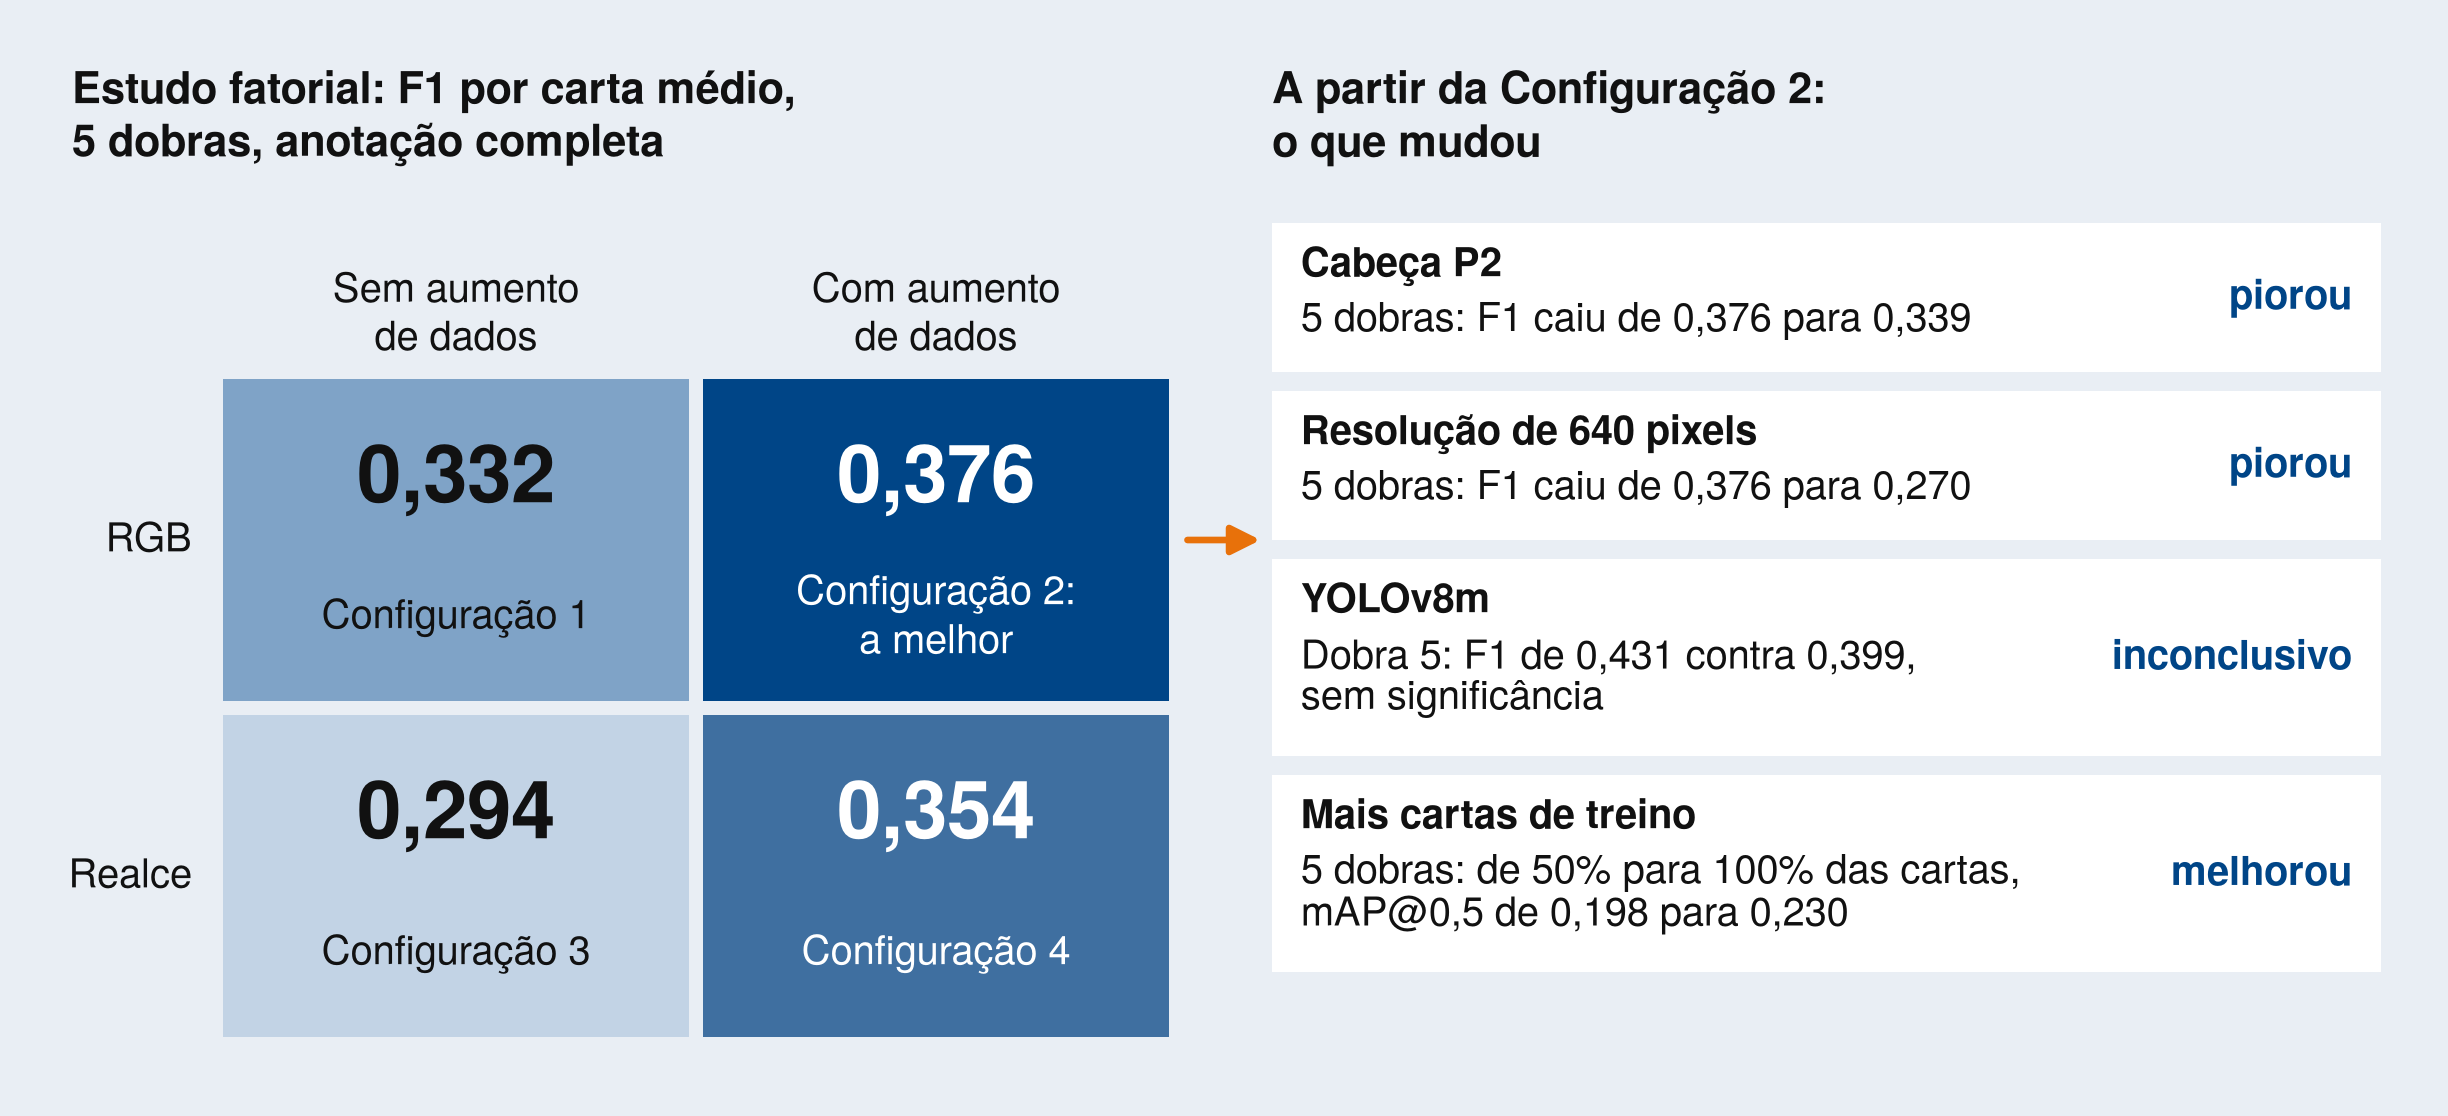 Estudo fatorial: F1 por carta médio,
5 dobras, anotação completa
Sem aumento
de dados
Com aumento
de dados
RGB
0,332
Configuração 1
0,376
Configuração 2:
a melhor
Realce
0,294
Configuração 3
0,354
Configuração 4
A partir da Configuração 2:
o que mudou
Cabeça P2
5 dobras: F1 caiu de 0,376 para 0,339
piorou
Resolução de 640 pixels
5 dobras: F1 caiu de 0,376 para 0,270
piorou
YOLOv8m
Dobra 5: F1 de 0,431 contra 0,399,
sem significância
inconclusivo
Mais cartas de treino
5 dobras: de 50% para 100% das cartas,
mAP@0,5 de 0,198 para 0,230
melhorou